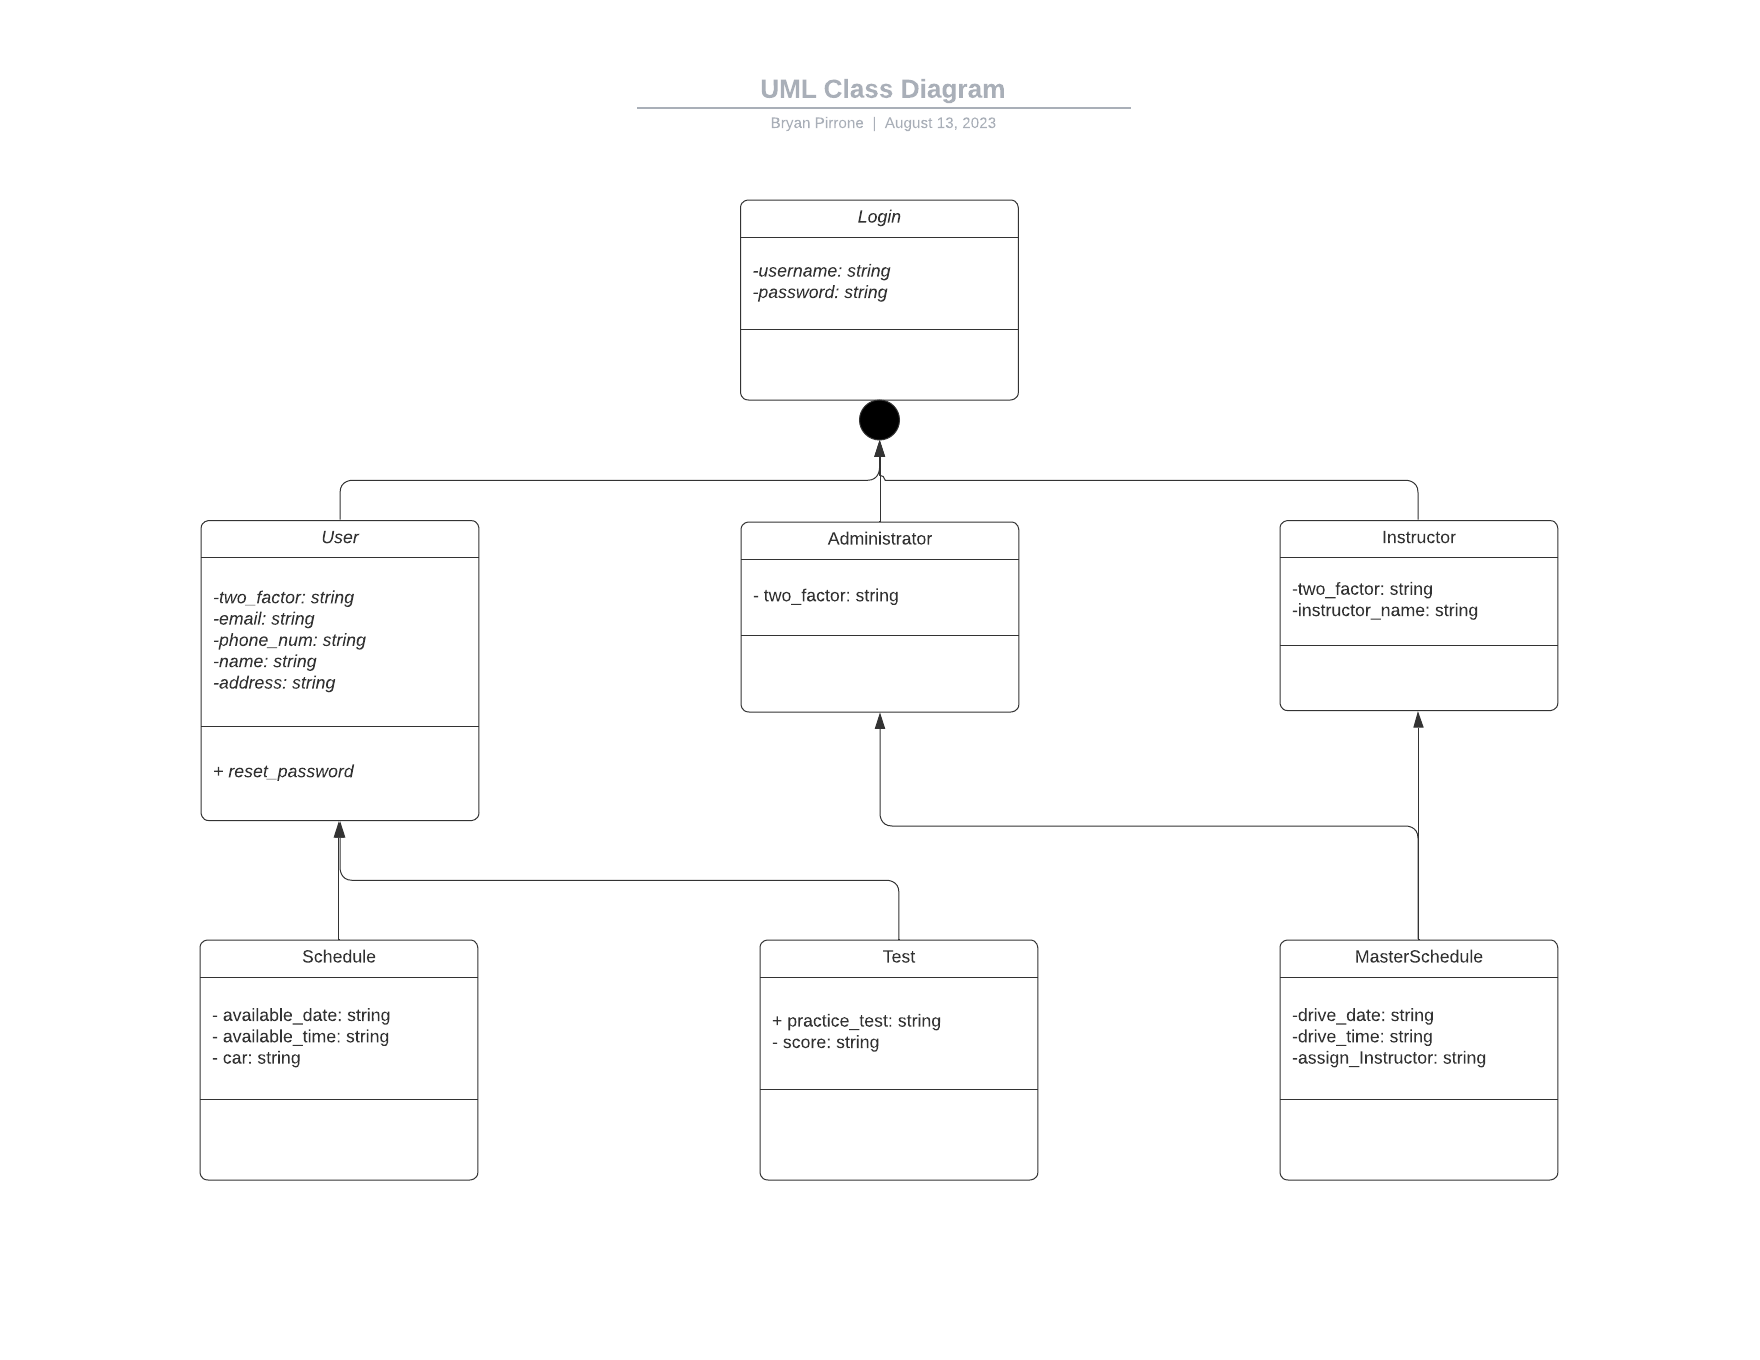 UML Class Diagram
Bryan Pirrone | August 13, 2023
Login
-username: string
-password: string
User
-two_factor: string
-email: string
-phone_num: string
-name: string
-address: string
+ reset_password
Administrator
- two_factor: string
Instructor
-two_factor: string
-instructor_name: string
Schedule
- available_date: string
- available_time: string
- car: string
Test
+ practice_test: string
- score: string
MasterSchedule
-drive_date: string
-drive_time: string
-assign_Instructor: string